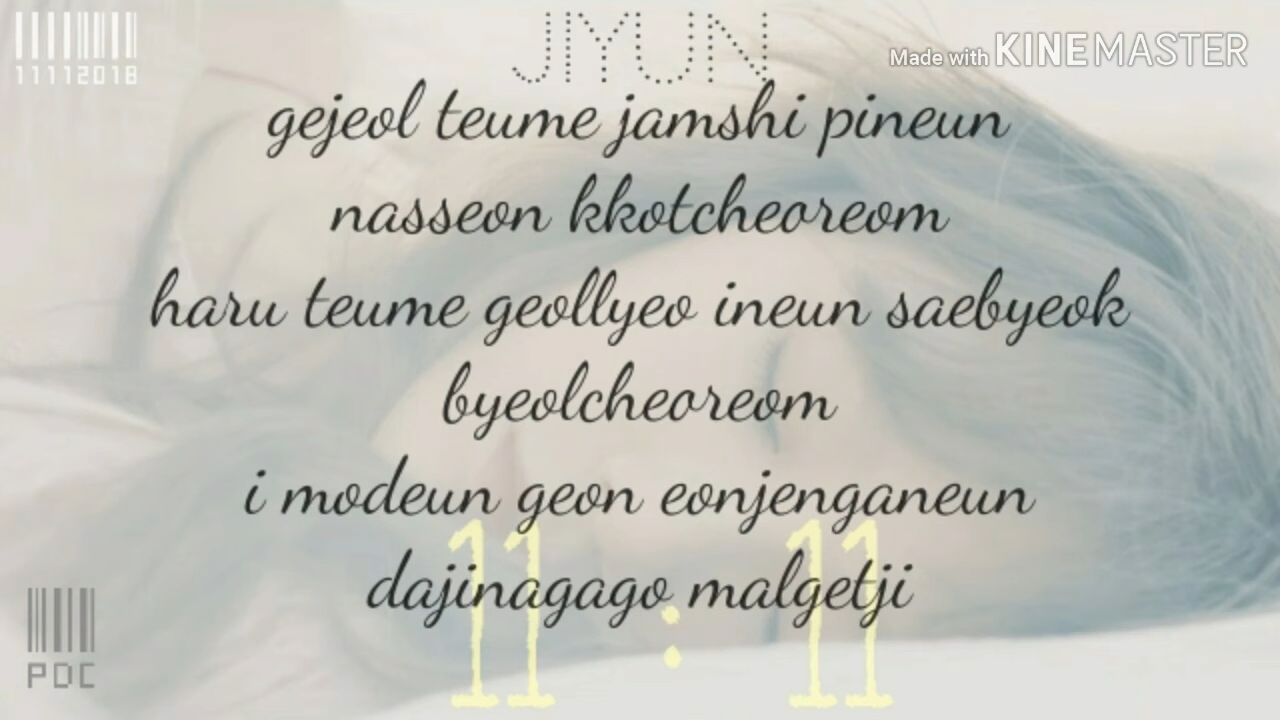 11112018
JIYUN
Made with KINEMASTER
gejeol teume jamshi pineun
nasseon kkotcheoreom
haru teume geollyeo ineun saebyeok
byeolcheoreom
i modeun geon eonjenganeun
dajinagago malgetji
11:11
PDC